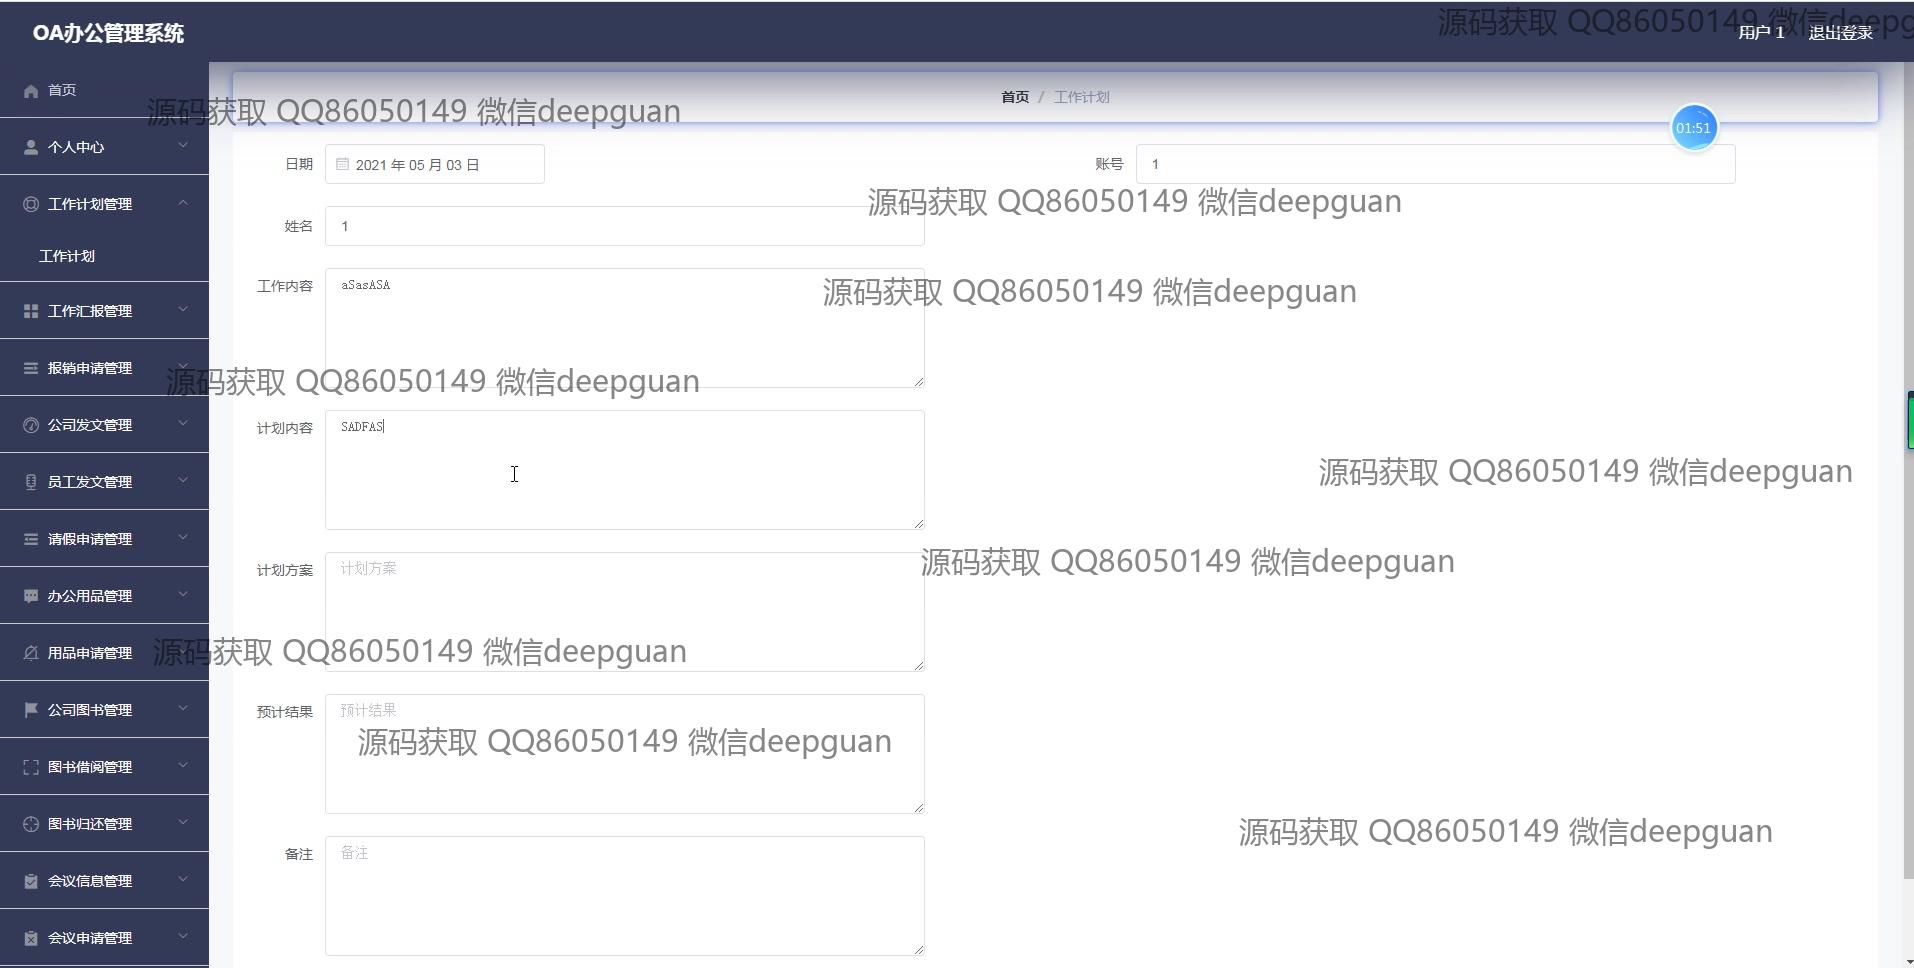 OA办公管理系统
源码获取 QQ86050149 微信deepg
用户 1 退出登录
首页
个人中心
工作计划管理
工作计划
工作汇报管理
报销申请管理
公司发文管理
员工发文管理
请假申请管理
办公用品管理
用品申请管理
公司图书管理
图书借阅管理
图书归还管理
会议信息管理
会议申请管理
首页 / 工作计划
源码获取 QQ86050149 微信deepguan
01:51
日期 2021 年 05 月 03 日
账号 1
源码获取 QQ86050149 微信deepguan
姓名 1
工作内容 aSasASA
源码获取 QQ86050149 微信deepguan
源码获取 QQ86050149 微信deepguan
计划内容 SADFAS
源码获取 QQ86050149 微信deepguan
计划方案 计划方案
源码获取 QQ86050149 微信deepguan
源码获取 QQ86050149 微信deepguan
预计结果 预计结果
源码获取 QQ86050149 微信deepguan
源码获取 QQ86050149 微信deepguan
备注 备注